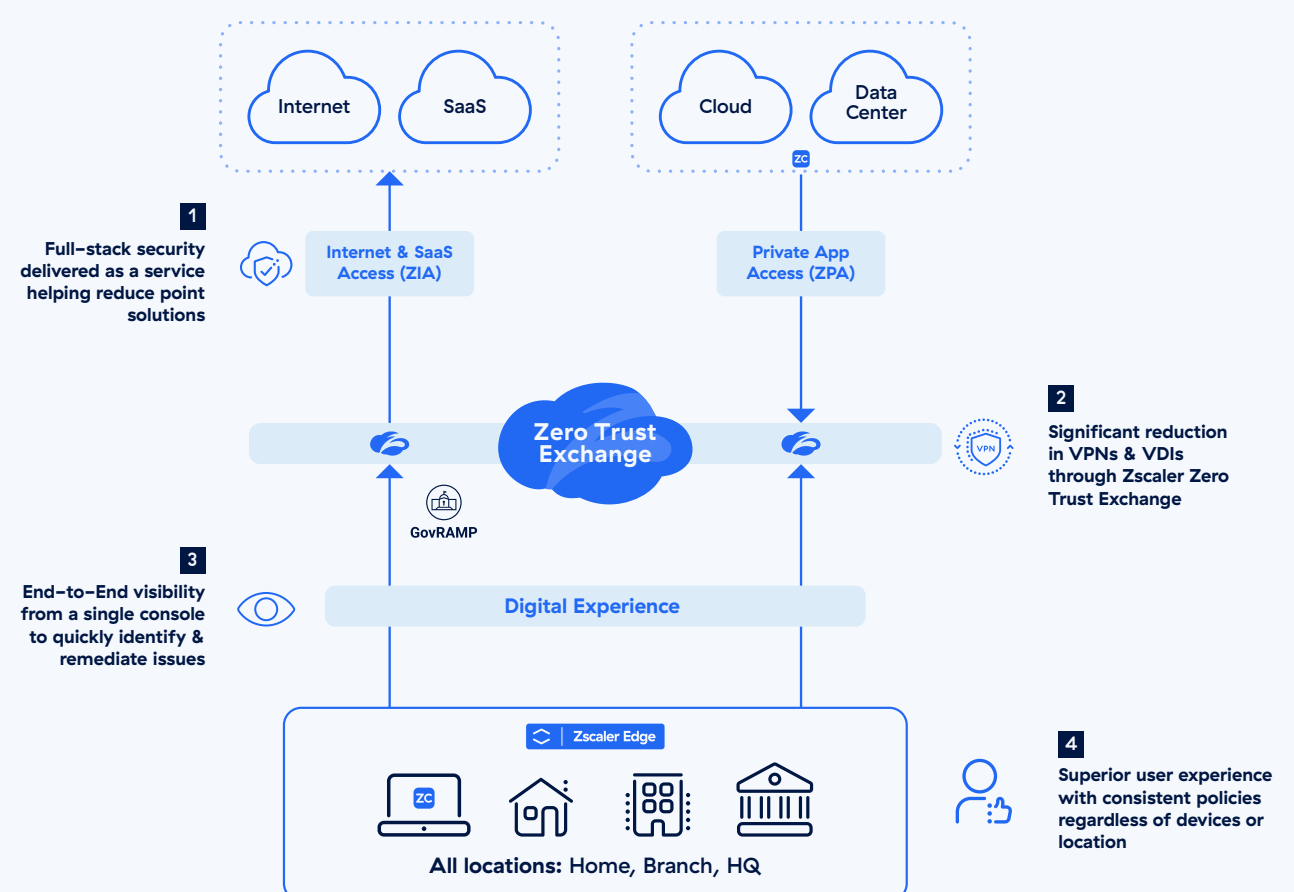 Internet
SaaS
Cloud
Data
Center
ZC
1
Full-stack security
delivered as a service
helping reduce point
solutions
Internet & SaaS
Access (ZIA)
Private App
Access (ZPA)
Zero Trust
Exchange
VPN
2
Significant reduction
in VPNs & VDIs
through Zscaler Zero
Trust Exchange
GovRAMP
3
End-to-End visibility
from a single console
to quickly identify &
remediate issues
Digital Experience
Zscaler Edge
ZC
All locations: Home, Branch, HQ
4
Superior user experience
with consistent policies
regardless of devices or
location